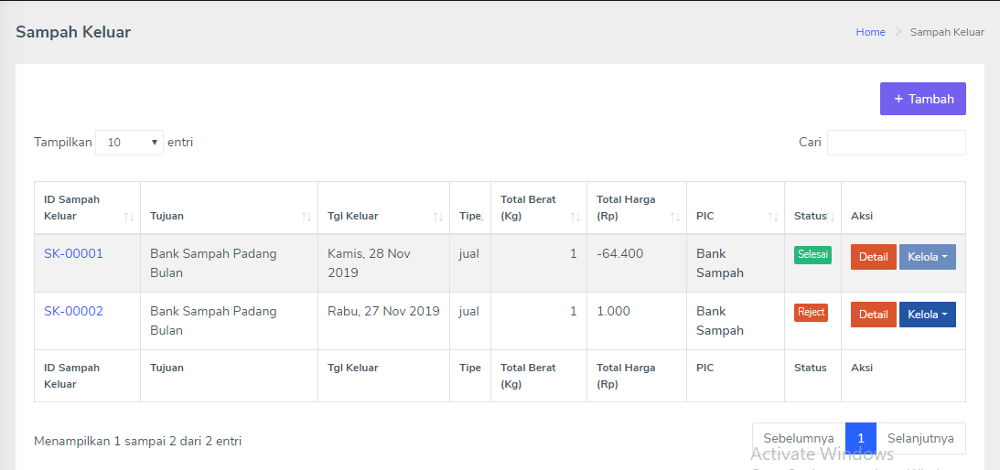 Sampah Keluar
Home > Sampah Keluar
+ Tambah
Tampilkan 10 entri
Cari
ID Sampah Keluar
Tujuan
Tgl Keluar
Tipe
Total Berat (Kg)
Total Harga (Rp)
PIC
Status
Aksi
SK-00001
Bank Sampah Padang Bulan
Kamis, 28 Nov 2019
jual
1
-64.400
Bank Sampah
Selesai
Detail
Kelola
SK-00002
Bank Sampah Padang Bulan
Rabu, 27 Nov 2019
jual
1
1.000
Bank Sampah
Reject
Detail
Kelola
ID Sampah Keluar
Tujuan
Tgl Keluar
Tipe
Total Berat (Kg)
Total Harga (Rp)
PIC
Status
Aksi
Menampilkan 1 sampai 2 dari 2 entri
Sebelumnya 1 Selanjutnya
Activate Windows